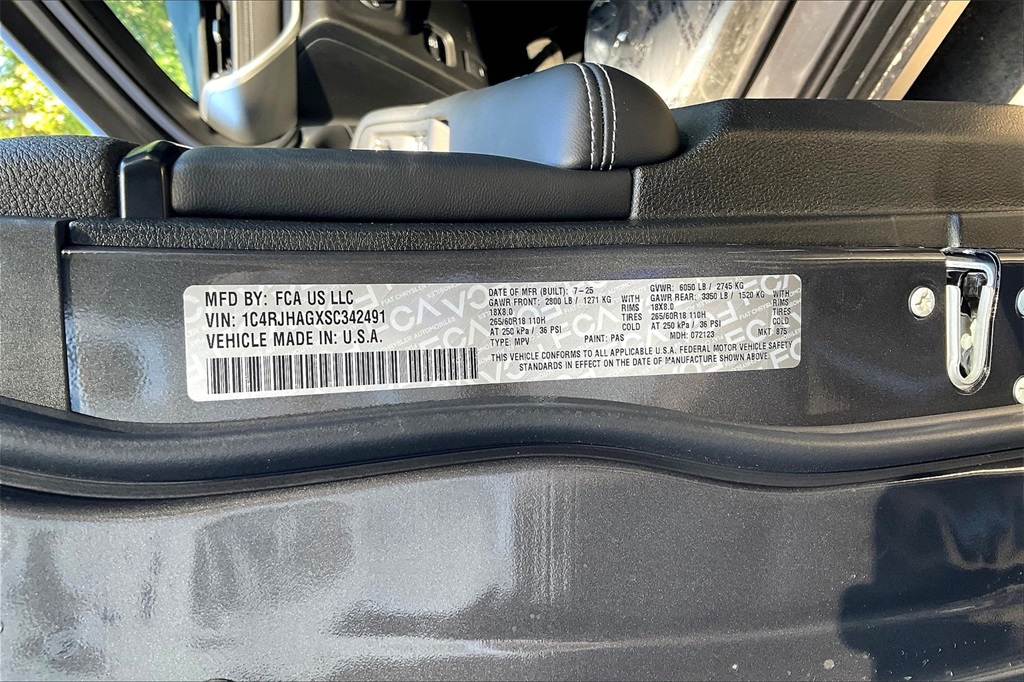 MFD BY: FCA US LLC
VIN: 1C4RJHAGXSC342491
VEHICLE MADE IN: U.S.A.
DATE OF MFR (BUILT): 7-25
GAWR FRONT: 2800 LB / 1271 KG WITH
18X8.0 RIMS
265/60R18 110H TIRES
AT 250 kPa / 36 PSI COLD
TYPE: MPV PAINT: PAS
GVWR: 6050 LB / 2745 KG
GAWR REAR: 3350 LB / 1520 KG WITH
18X8.0 RIMS
265/60R18 110H TIRES
AT 250 kPa / 36 PSI COLD
MDH: 072123 MKT 875
THIS VEHICLE CONFORMS TO ALL APPLICABLE U.S.A. FEDERAL MOTOR VEHICLE SAFETY
STANDARDS IN EFFECT ON THE DATE OF MANUFACTURE SHOWN ABOVE